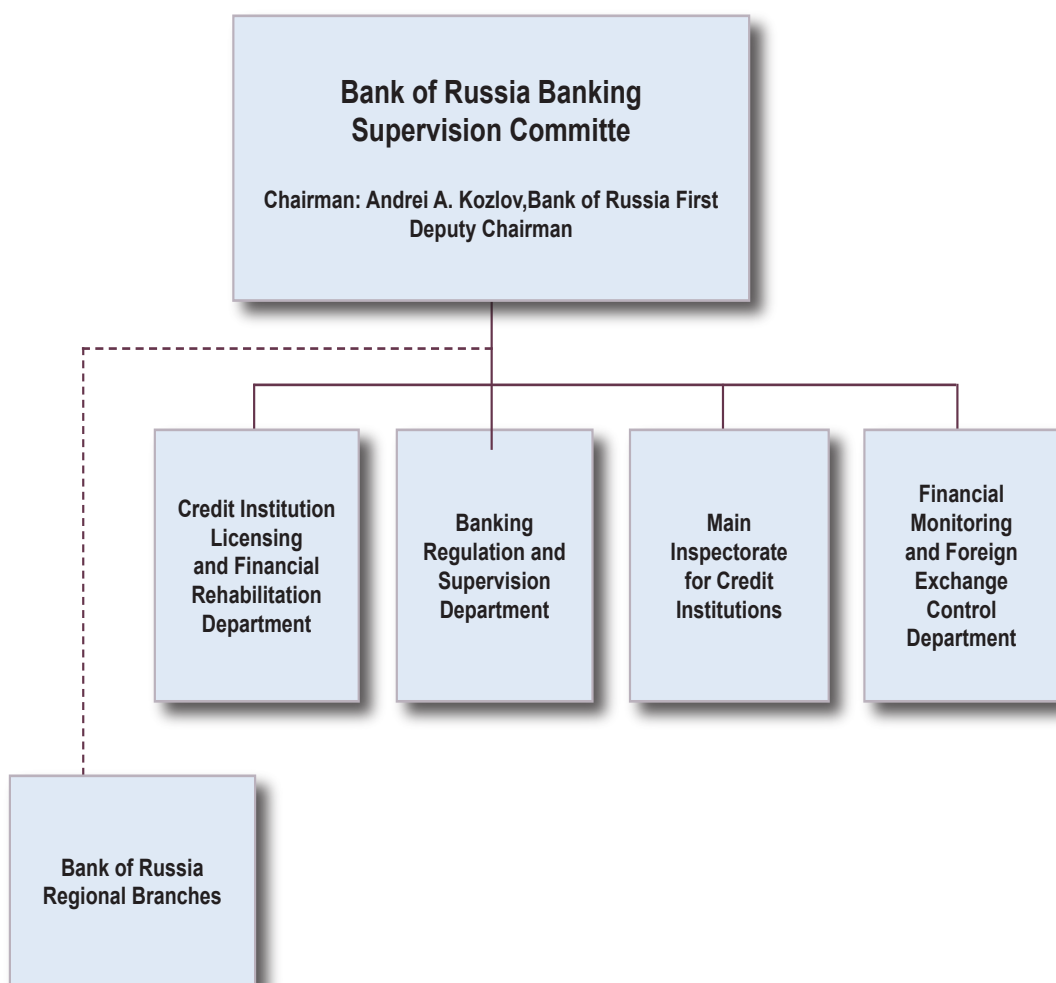 Bank of Russia Banking
Supervision Committe
Chairman: Andrei A. Kozlov,Bank of Russia First
Deputy Chairman
Credit Institution
Licensing
and Financial
Rehabilitation
Department
Banking
Regulation and
Supervision
Department
Main
Inspectorate
for Credit
Institutions
Financial
Monitoring
and Foreign
Exchange
Control
Department
Bank of Russia
Regional Branches